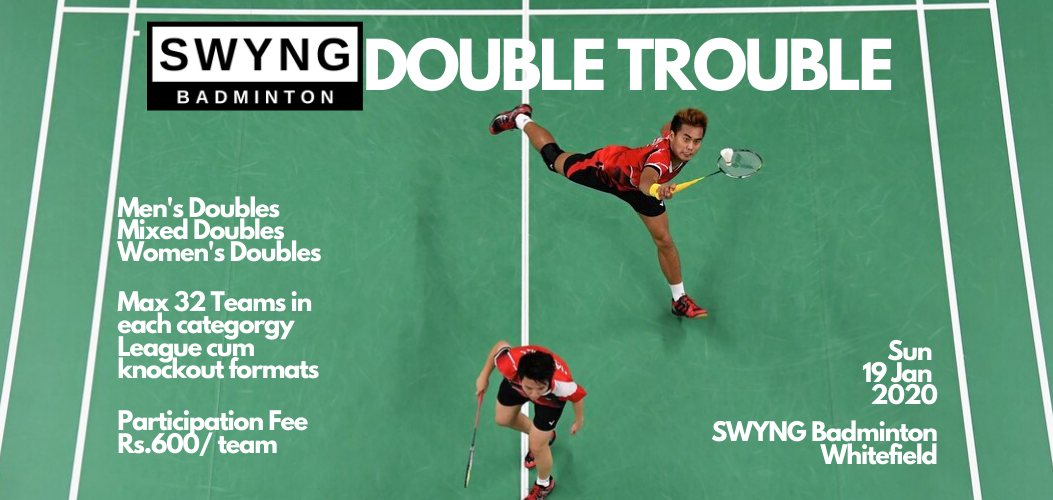 SWYNG
BADMINTON
DOUBLE TROUBLE
Men's Doubles
Mixed Doubles
Women's Doubles
Max 32 Teams in
each categorgy
League cum
knockout formats
Participation Fee
Rs.600/ team
Sun
19 Jan
2020
SWYNG Badminton
Whitefield